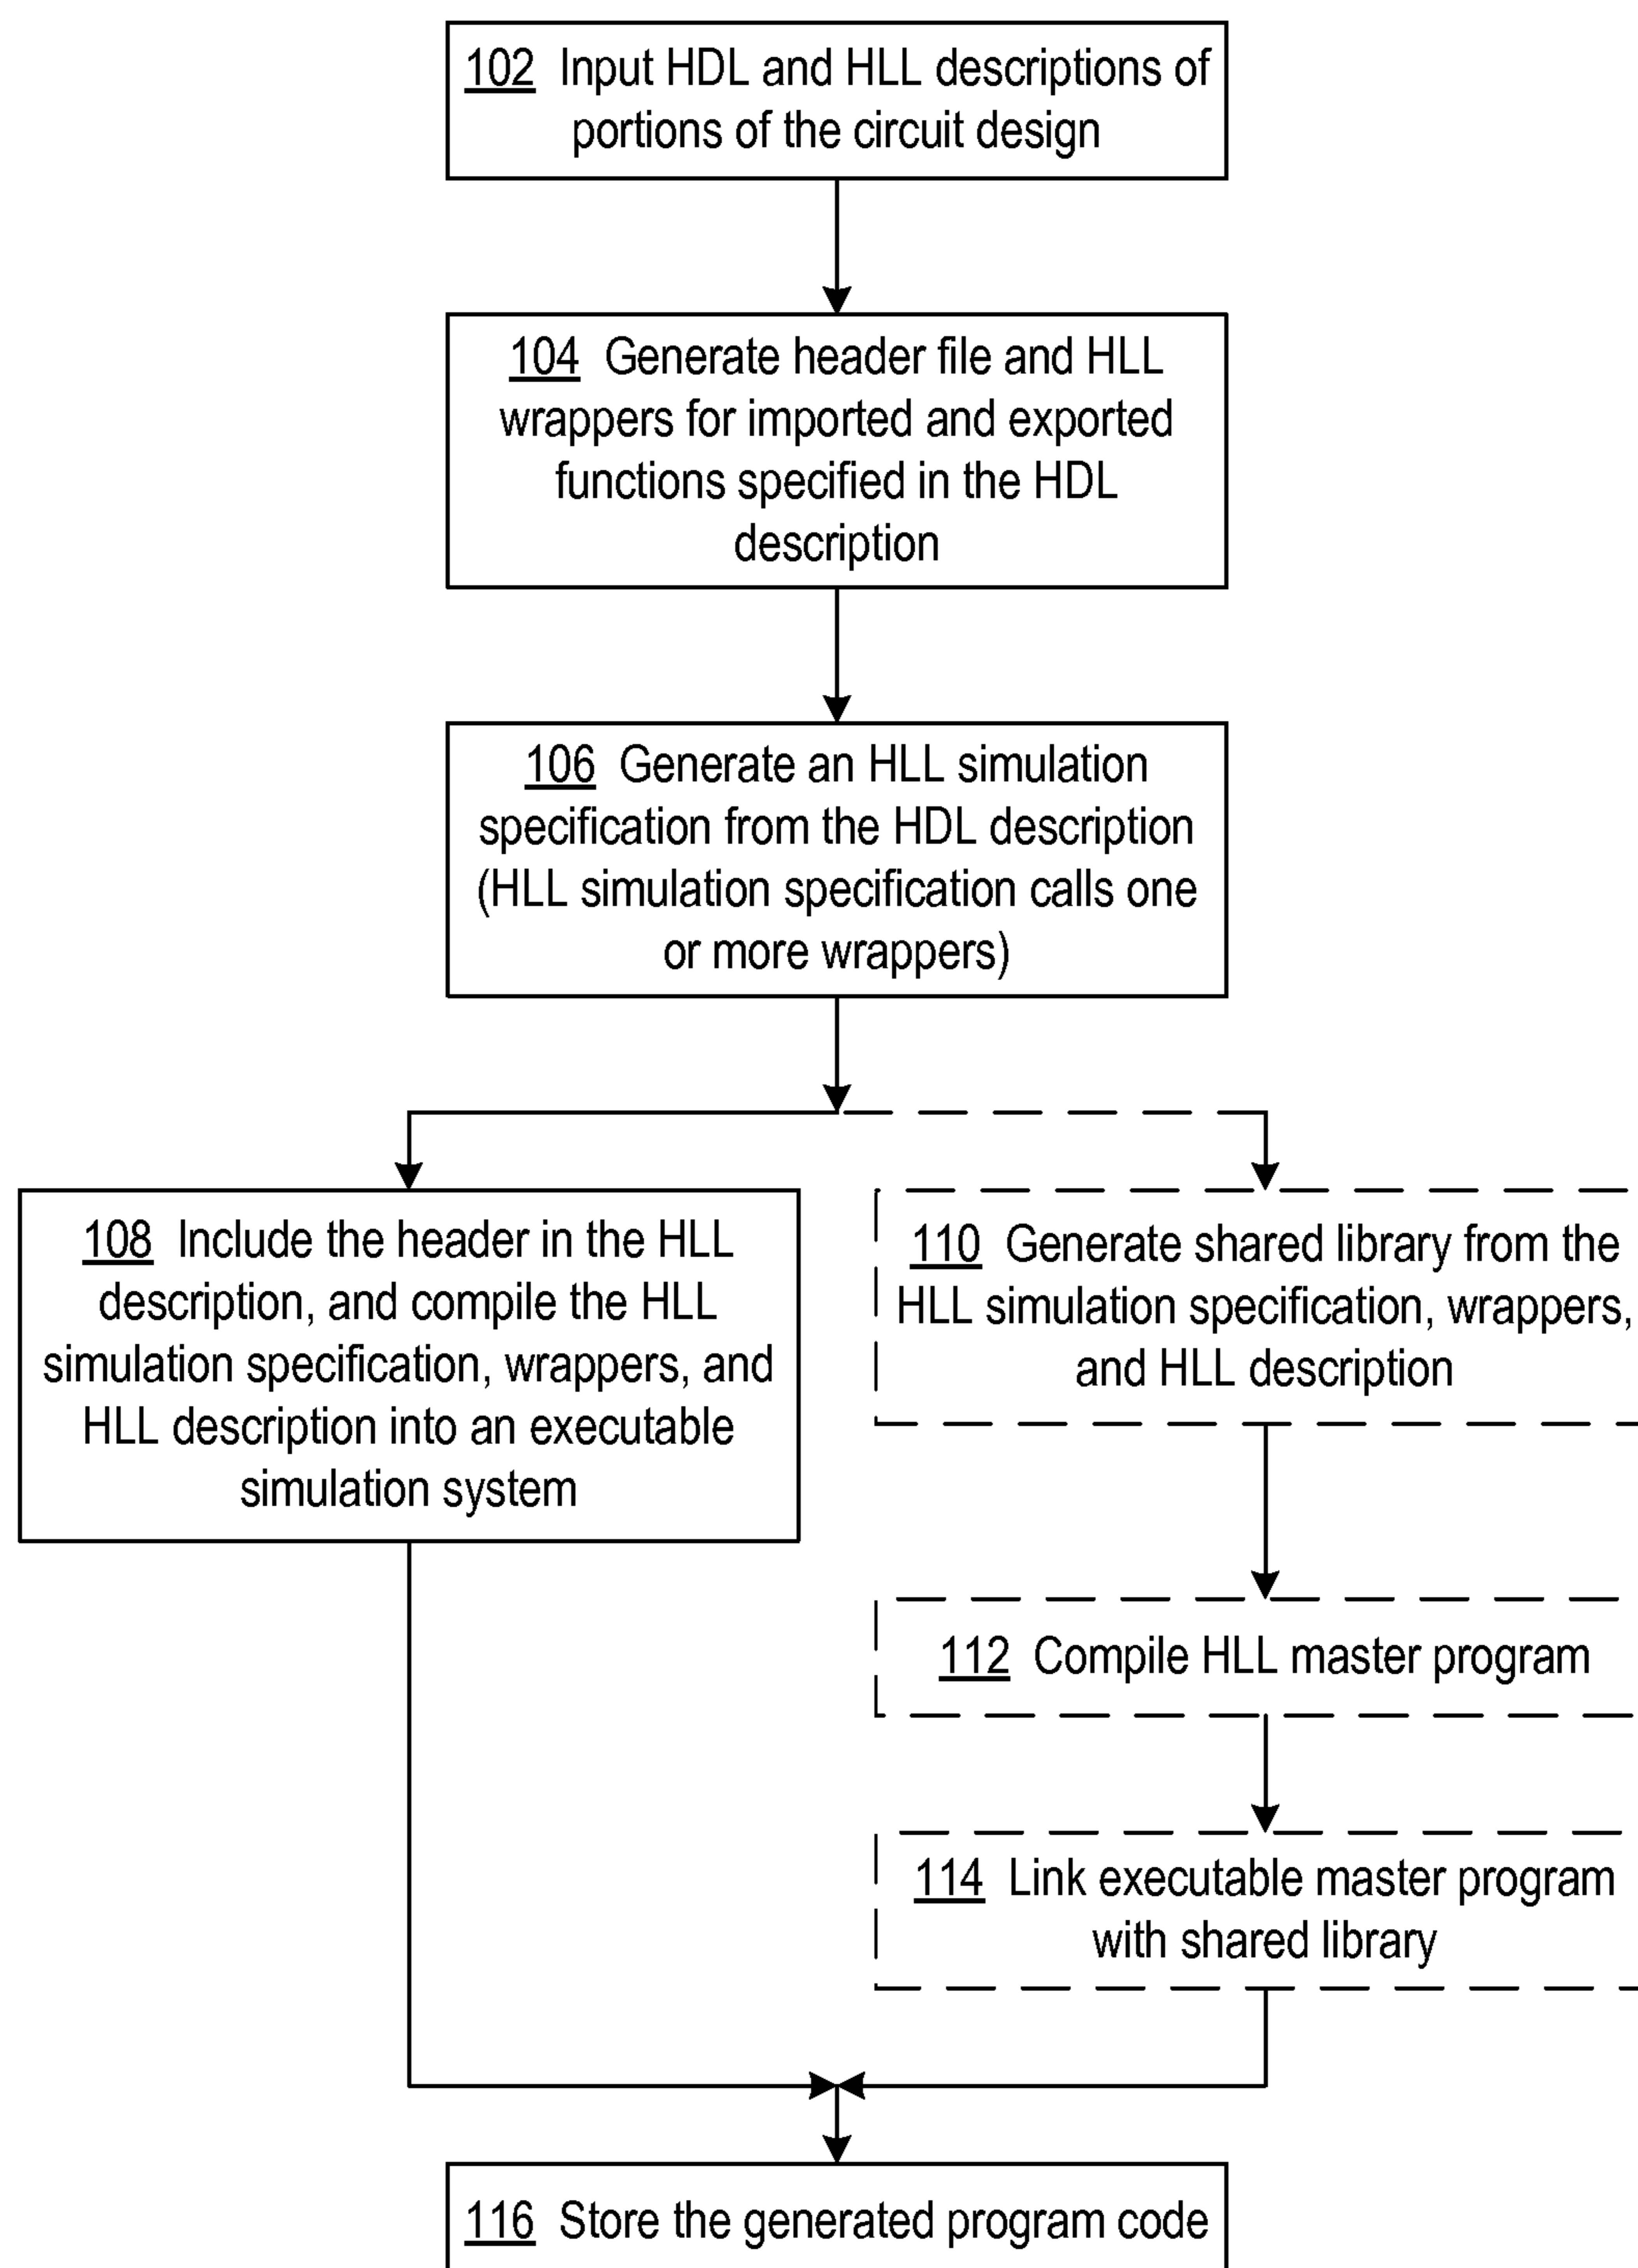 102 Input HDL and HLL descriptions of
portions of the circuit design
104 Generate header file and HLL
wrappers for imported and exported
functions specified in the HDL
description
106 Generate an HLL simulation
specification from the HDL description
(HLL simulation specification calls one
or more wrappers)
108 Include the header in the HLL
description, and compile the HLL
simulation specification, wrappers, and
HLL description into an executable
simulation system
110 Generate shared library from the
HLL simulation specification, wrappers,
and HLL description
112 Compile HLL master program
114 Link executable master program
with shared library
116 Store the generated program code